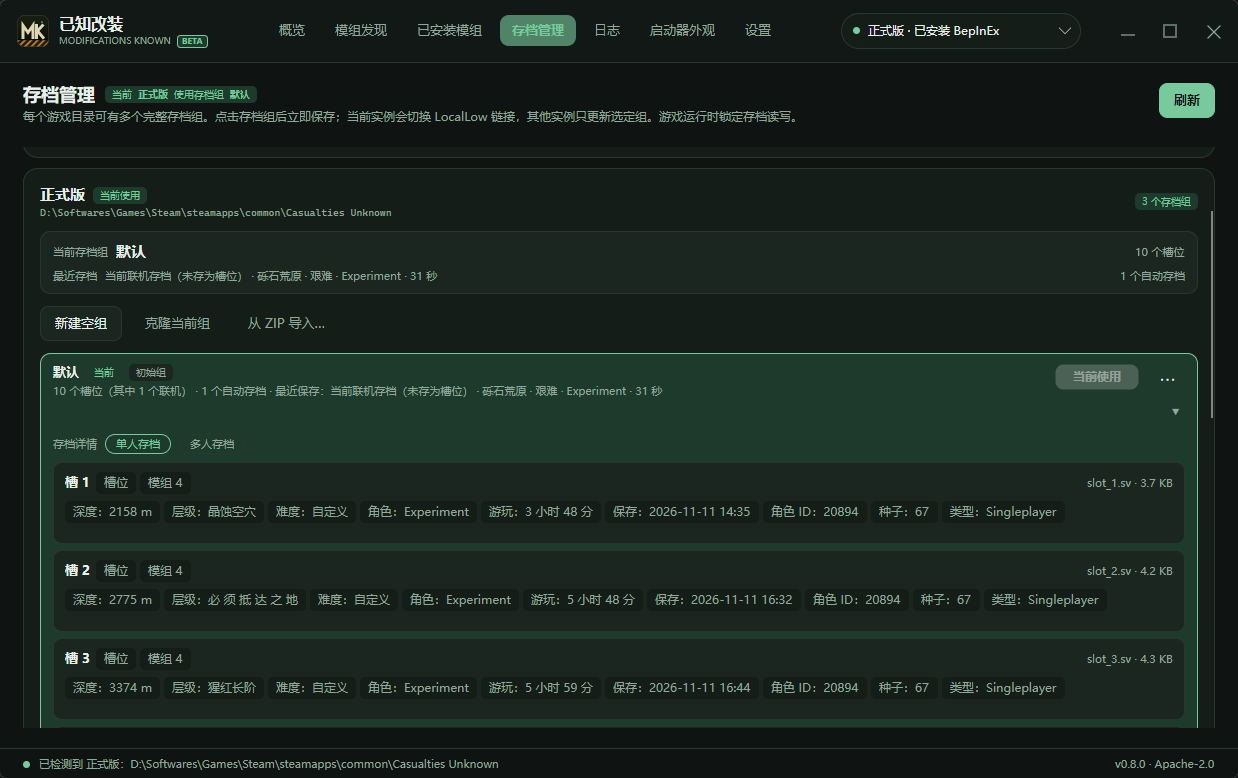 MK 已知改装
MODIFICATIONS KNOWN BETA
概览 模组发现 已安装模组 存档管理 日志 启动器外观 设置
正式版 · 已安装 BepInEx
存档管理 当前 正式版 使用存档组 默认
每个游戏目录可有多个完整存档组。点击存档组后立即保存；当前实例会切换 LocalLow 链接，其他实例只更新选定组。游戏运行时锁定存档读写。
刷新
正式版 当前使用
D:\Softwares\Games\Steam\steamapps\common\Casualties Unknown
3 个存档组
当前存档组 默认 10 个槽位
最近存档 当前联机存档（未存为槽位） · 砾石荒原 · 艰难 · Experiment · 31 秒 1 个自动存档
新建空组 克隆当前组 从 ZIP 导入...
默认 当前 初始组
10 个槽位（其中 1 个联机） · 1 个自动存档 · 最近保存：当前联机存档（未存为槽位） · 砾石荒原 · 艰难 · Experiment · 31 秒
当前使用 ...
▼
存档详情 单人存档 多人存档
槽 1 槽位 模组 4 slot_1.sv · 3.7 KB
深度：2158 m 层级：晶蚀空穴 难度：自定义 角色：Experiment 游玩：3 小时 48 分 保存：2026-11-11 14:35 角色 ID：20894 种子：67 类型：Singleplayer
槽 2 槽位 模组 4 slot_2.sv · 4.2 KB
深度：2775 m 层级：必 须 抵 达 之 地 难度：自定义 角色：Experiment 游玩：5 小时 48 分 保存：2026-11-11 16:32 角色 ID：20894 种子：67 类型：Singleplayer
槽 3 槽位 模组 4 slot_3.sv · 4.3 KB
深度：3374 m 层级：猩红长阶 难度：自定义 角色：Experiment 游玩：5 小时 59 分 保存：2026-11-11 16:44 角色 ID：20894 种子：67 类型：Singleplayer
已检测到 正式版：D:\Softwares\Games\Steam\steamapps\common\Casualties Unknown
v0.8.0 · Apache-2.0